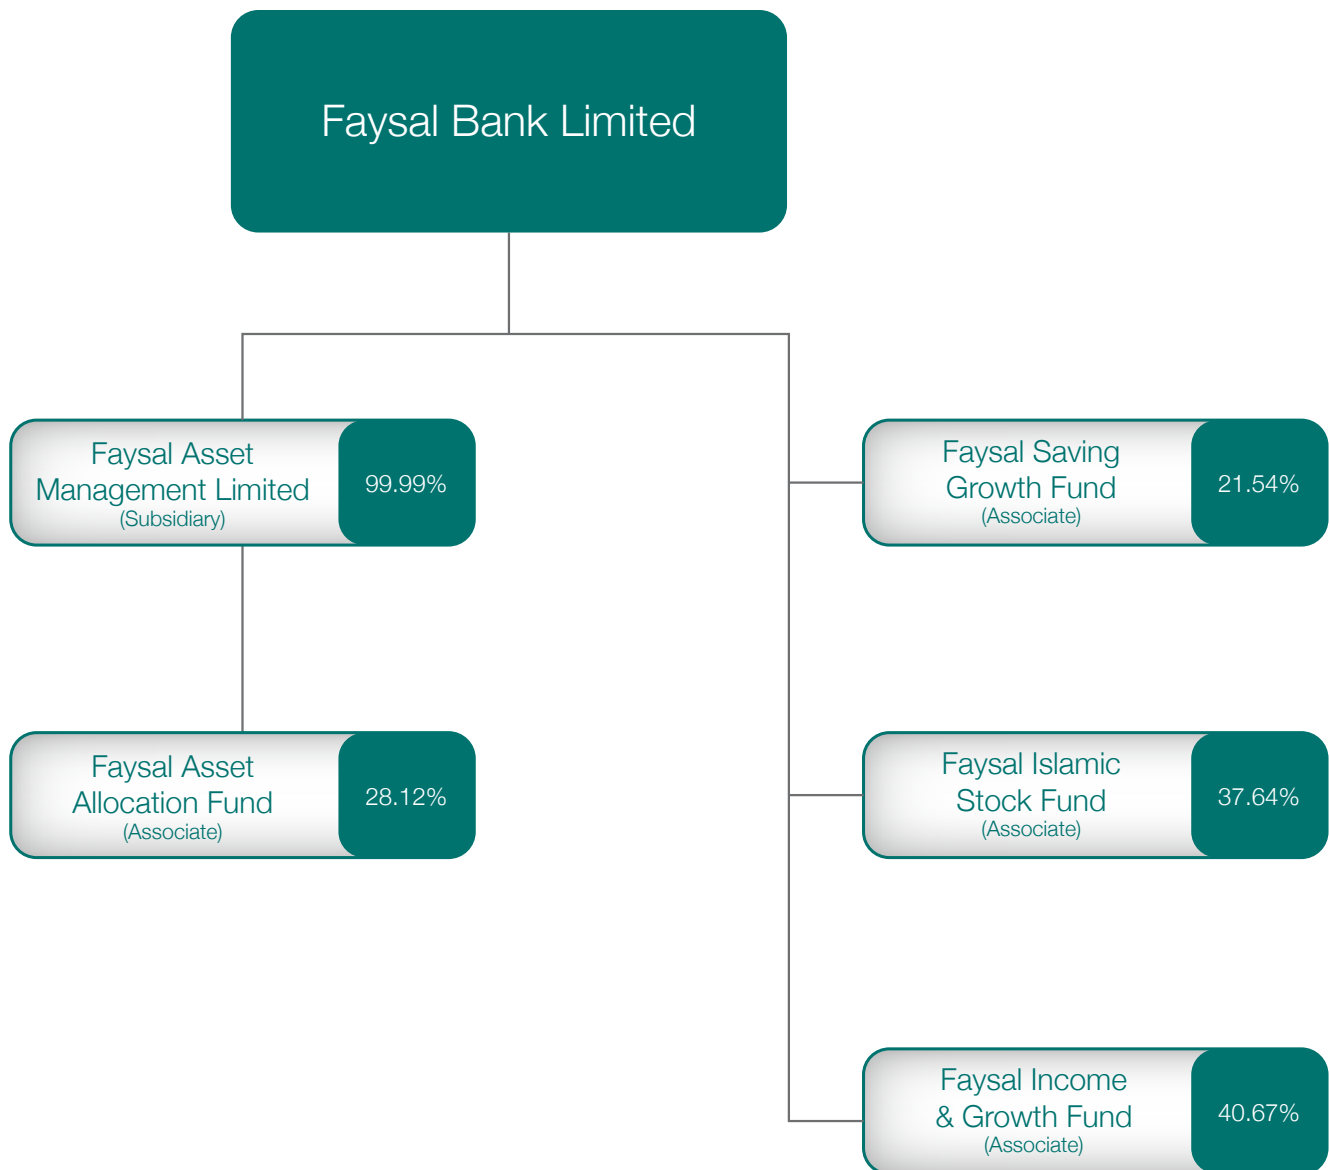 Faysal Bank Limited
Faysal Asset
Management Limited
(Subsidiary)
99.99%
Faysal Asset
Allocation Fund
(Associate)
28.12%
Faysal Saving
Growth Fund
(Associate)
21.54%
Faysal Islamic
Stock Fund
(Associate)
37.64%
Faysal Income
& Growth Fund
(Associate)
40.67%